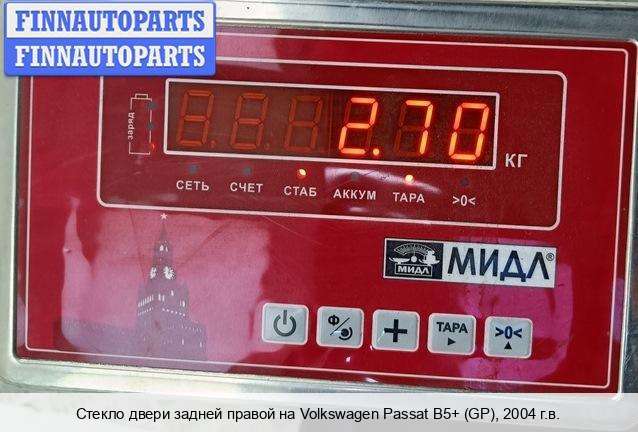 FINNAUTOPARTS
FINNAUTOPARTS
заряд
2.70
КГ
СЕТЬ СЧЕТ СТАБ АККУМ ТАРА >0<
МИДЛ МИДЛ®
Ф ТАРА >0<
Стекло двери задней правой на Volkswagen Passat B5+ (GP), 2004 г.в.